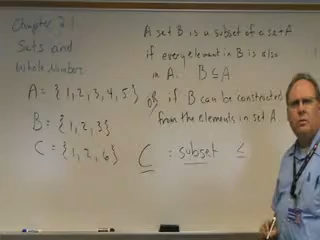 Chapter 2.1
Sets and
Whole Numbers
A = {1, 2, 3, 4, 5}
B = {1, 2, 3}
C = {1, 2, 6}
A set B is a subset of a set A
if every element in B is also
in A. B ⊆ A
or if B can be constructed
from the elements in set A.
⊆ : subset ≤